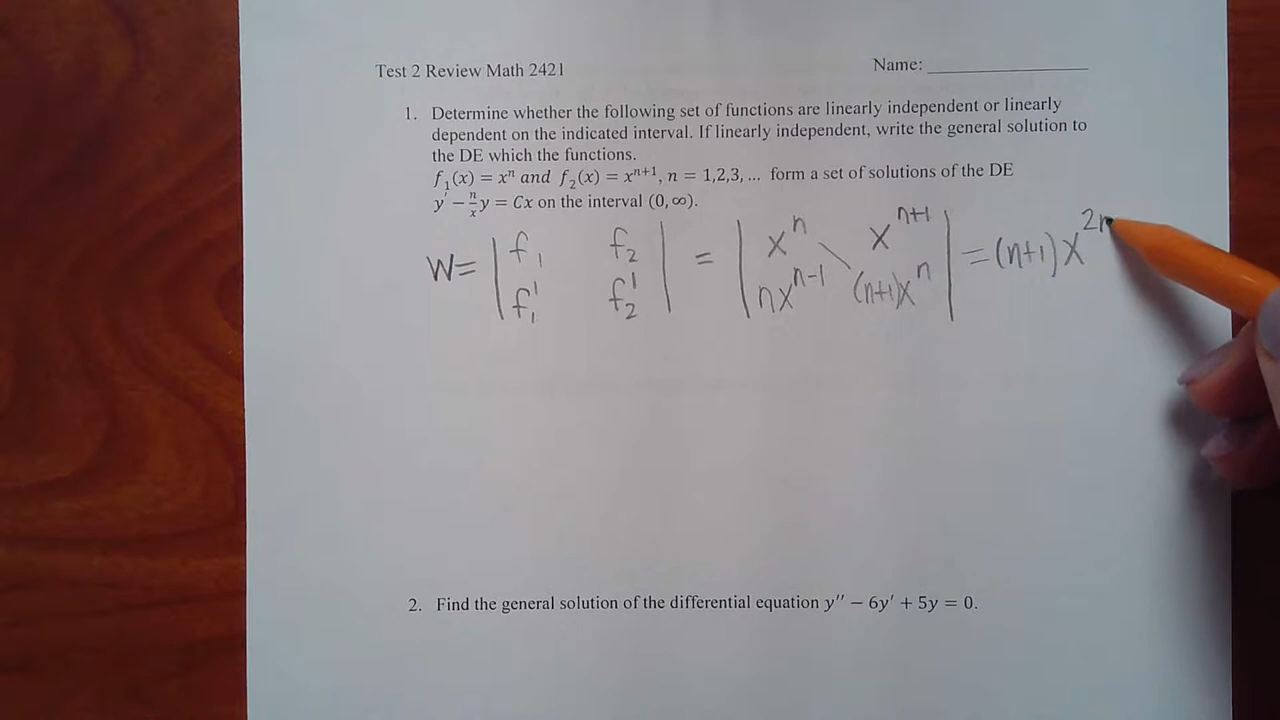 Test 2 Review Math 2421
Name: ____________
1. Determine whether the following set of functions are linearly independent or linearly
dependent on the indicated interval. If linearly independent, write the general solution to
the DE which the functions.
f₁(x) = xⁿ and f₂(x) = xⁿ⁺¹, n = 1,2,3, … form a set of solutions of the DE
y′ − n/x y = Cx on the interval (0, ∞).
W = | f₁ f₂ | = | xⁿ xⁿ⁺¹ | = (n+1)x²ⁿ
| f₁' f₂' | | nxⁿ⁻¹ (n+1)xⁿ |
2. Find the general solution of the differential equation y″ − 6y′ + 5y = 0.